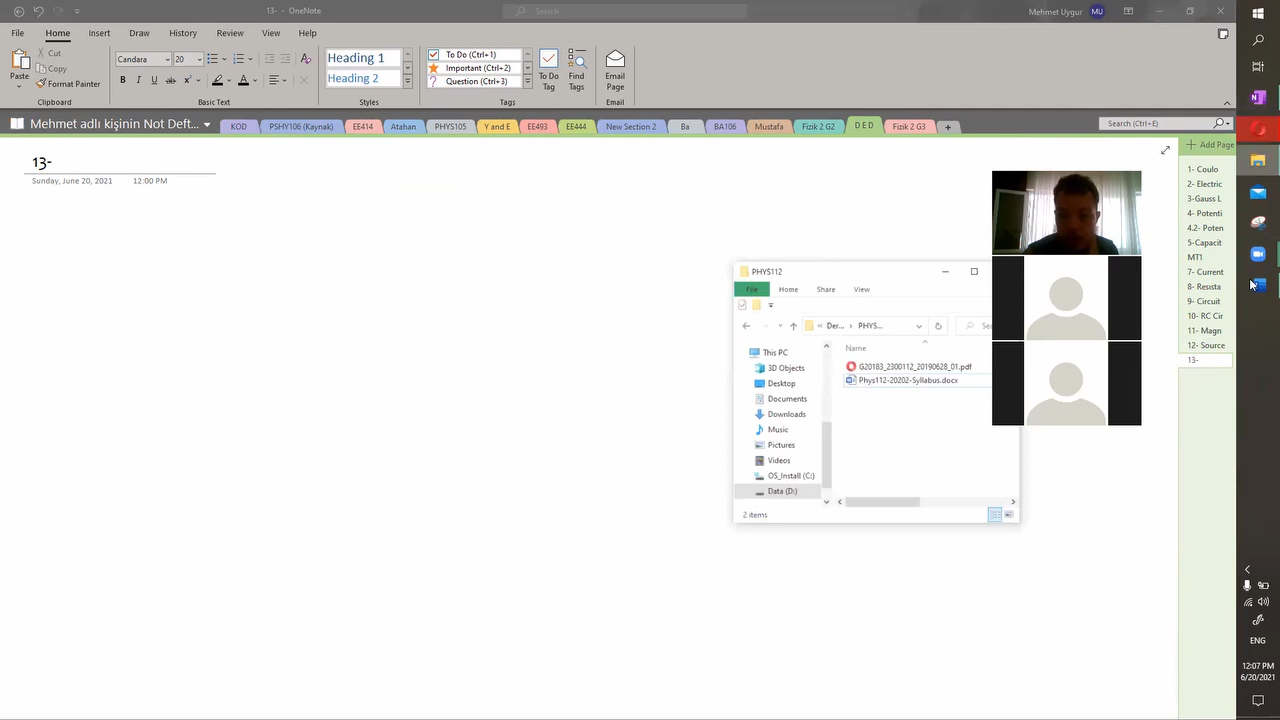 13- - OneNote
Search
Mehmet Uygur MU
File Home Insert Draw History Review View Help
Paste
Cut
Copy
Format Painter
Clipboard
Candara 20
B I U ab x A
Basic Text
Heading 1
Heading 2
Styles
To Do (Ctrl+1)
Important (Ctrl+2)
Question (Ctrl+3)
To Do Tag
Find Tags
Tags
Email Page
Email
Mehmet adlı kişinin Not Deft...
KOD PSHY106 (Kaynak) EE414 Atahan PHYS105 Y and E EE493 EE444 New Section 2 Ba BA106 Mustafa Fizik 2 G2 D E D Fizik 2 G3 +
Search (Ctrl+E)
13-
Sunday, June 20, 2021 12:00 PM
Add Page
1- Coulo
2- Electric
3-Gauss L
4- Potenti
4.2- Poten
5-Capacit
MT1
7- Current
8- Resista
9- Circuit
10- RC Cir
11- Magn
12- Source
13-
PHYS112
File Home Share View
« Der... > PHYS...
Name
G20183_2300112_20190628_01.pdf
Phys112-20202-Syllabus.docx
This PC
3D Objects
Desktop
Documents
Downloads
Music
Pictures
Videos
OS_Install (C:)
Data (D:)
2 items
ENG
12:07 PM
6/20/2021